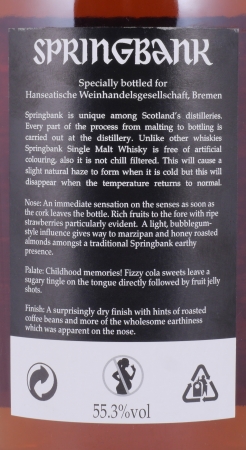 SPRINGBANK
Specially bottled for
Hanseatische Weinhandelsgesellschaft, Bremen
Springbank is unique among Scotland's distilleries.
Every part of the process from malting to bottling is
carried out at the distillery. Unlike other whiskies
Springbank Single Malt Whisky is free of artificial
colouring, also it is not chill filtered. This will cause a
slight natural haze to form when it is cold but this will
disappear when the temperature returns to normal.
Nose: An immediate sensation on the senses as soon as
the cork leaves the bottle. Rich fruits to the fore with ripe
strawberries particularly evident. A light, bubblegum-
style influence gives way to marzipan and honey roasted
almonds amongst a traditional Springbank earthy
presence.
Palate: Childhood memories! Fizzy cola sweets leave a
sugary tingle on the tongue directly followed by fruit jelly
shots.
Finish: A surprisingly dry finish with hints of roasted
coffee beans and more of the wholesome earthiness
which was apparent on the nose.
55.3%vol